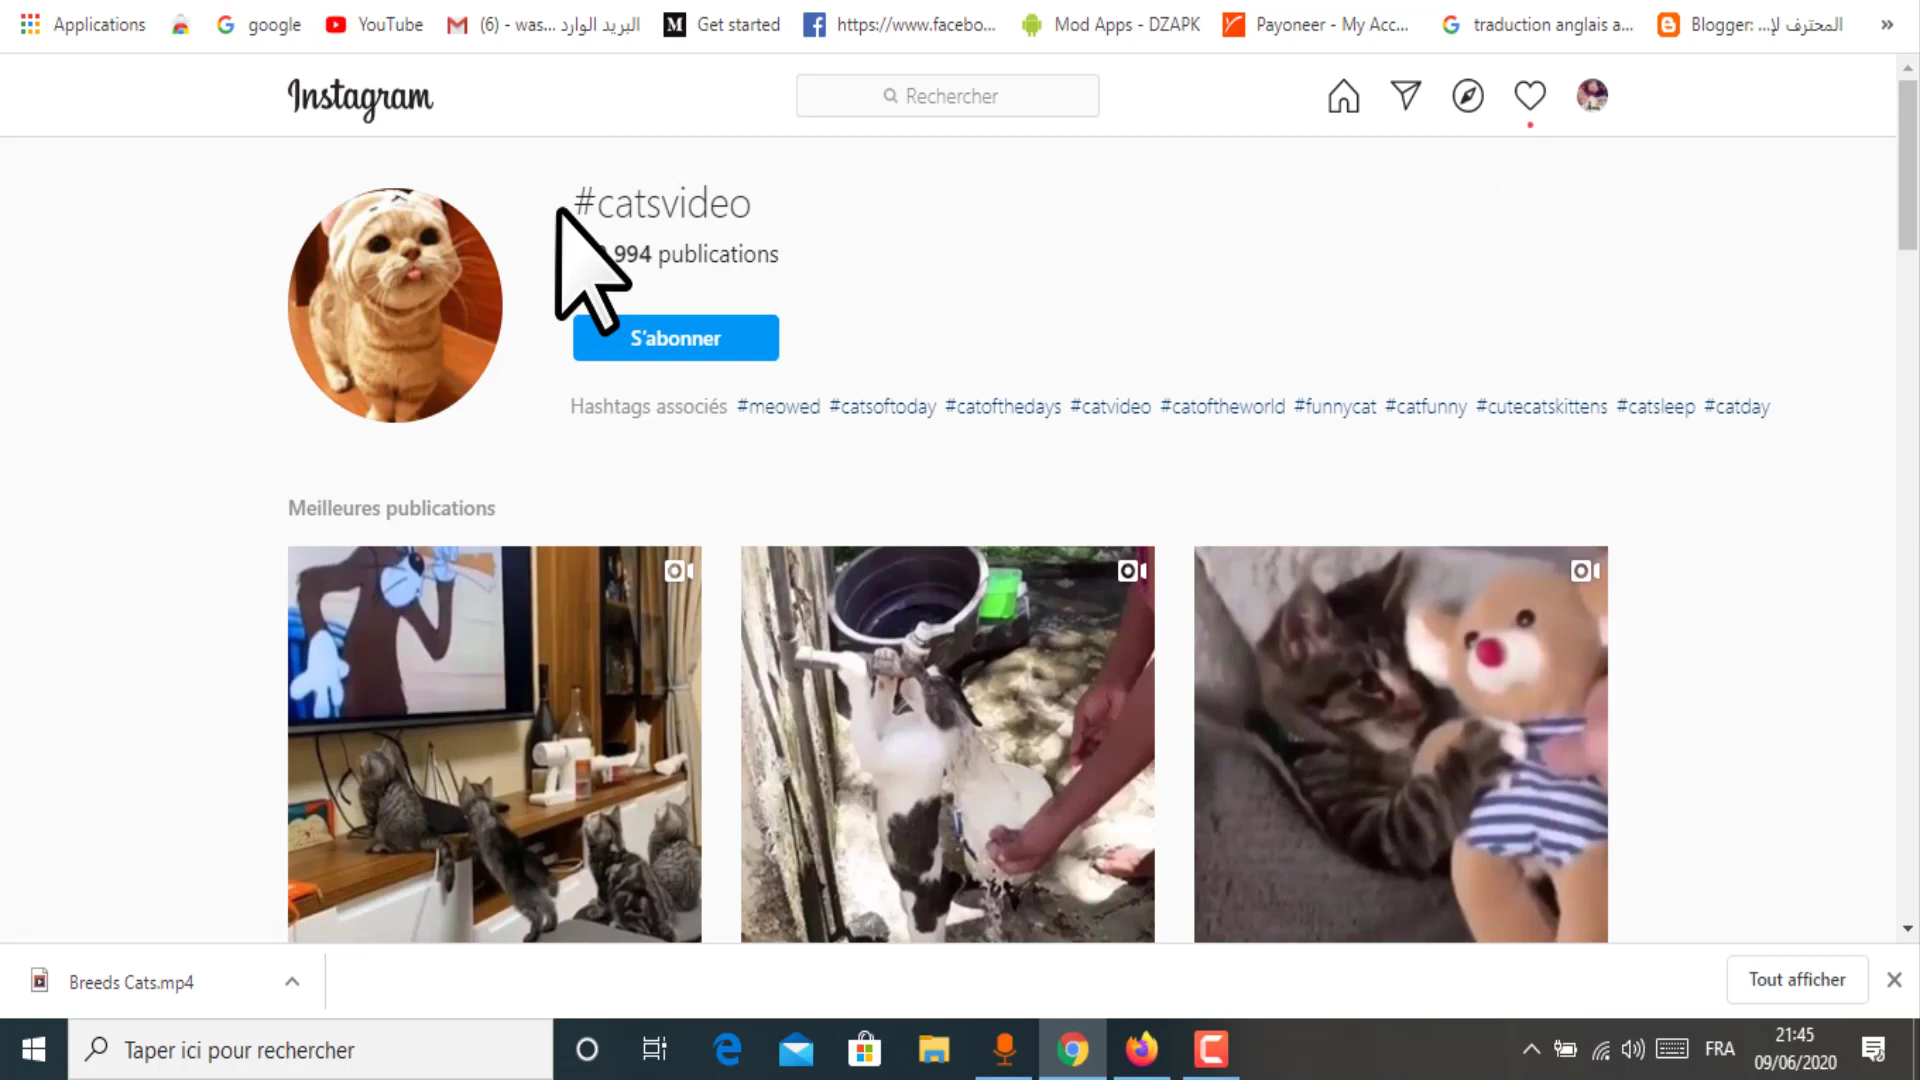 Applications google YouTube البريد الوارد (6) - was... Get started https://www.facebo... Mod Apps - DZAPK Payoneer - My Acc... traduction anglais a... Blogger: ...المحترف لإ »
Instagram Rechercher
#catsvideo
994 publications
S'abonner
Hashtags associés #meowed #catsoftoday #catofthedays #catvideo #catoftheworld #funnycat #catfunny #cutecatskittens #catsleep #catday
Meilleures publications
Breeds Cats.mp4 Tout afficher
Taper ici pour rechercher FRA 21:45
09/06/2020